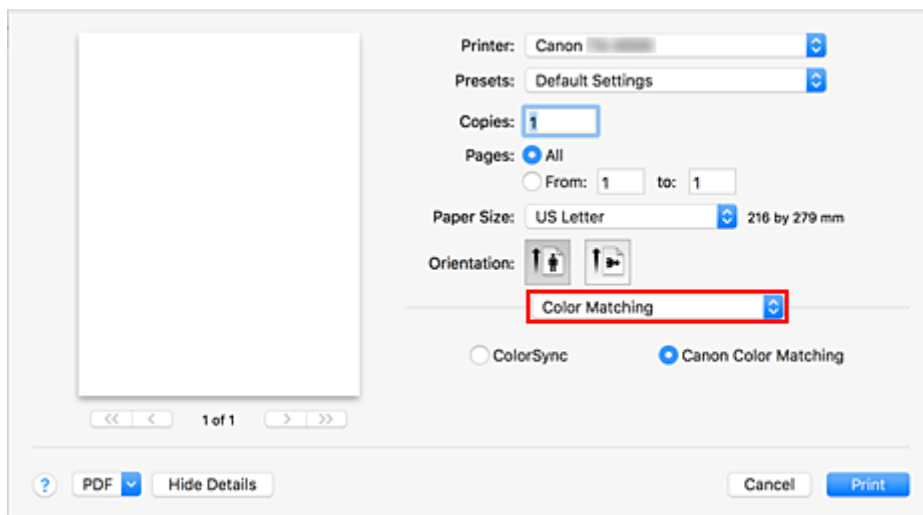 Printer: Canon
Presets: Default Settings
Copies: 1
Pages: All
From: 1 to: 1
Paper Size: US Letter 216 by 279 mm
Orientation:
Color Matching
ColorSync Canon Color Matching
<< < 1 of 1 > >>
? PDF Hide Details Cancel Print